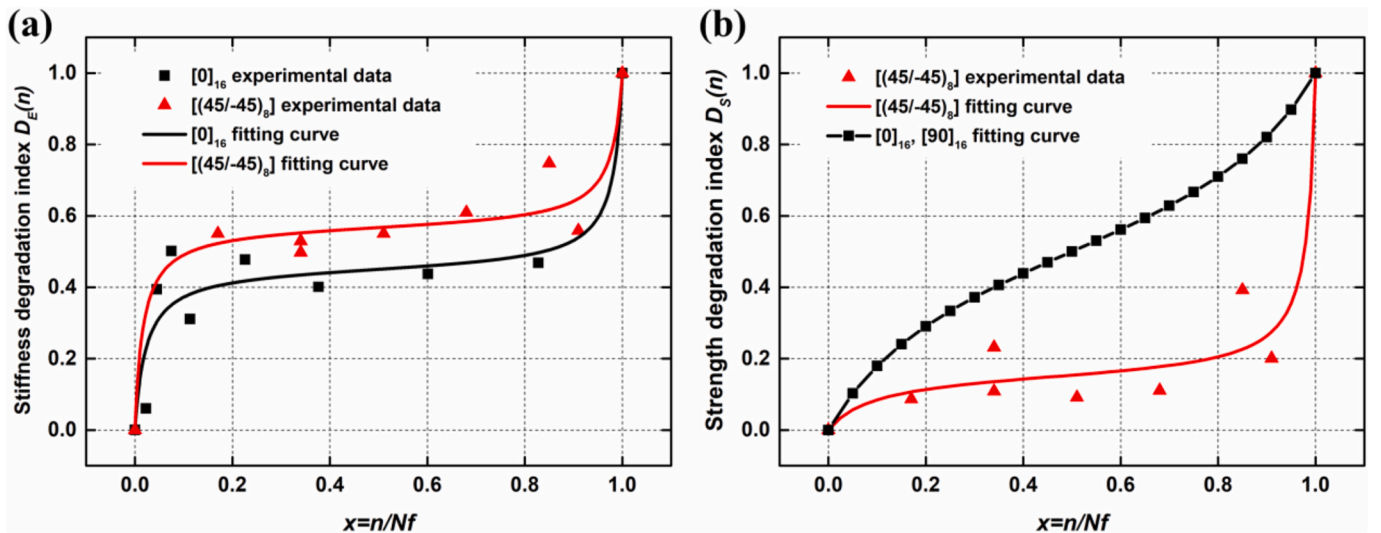 (a)
Stiffness degradation index D_E(n)
1.0
0.8
0.6
0.4
0.2
0.0
[0]₁₆ experimental data
[(45/-45)₈] experimental data
[0]₁₆ fitting curve
[(45/-45)₈] fitting curve
0.0 0.2 0.4 0.6 0.8 1.0
x=n/Nf
(b)
Strength degradation index D_S(n)
1.0
0.8
0.6
0.4
0.2
0.0
[(45/-45)₈] experimental data
[(45/-45)₈] fitting curve
[0]₁₆, [90]₁₆ fitting curve
0.0 0.2 0.4 0.6 0.8 1.0
x=n/Nf